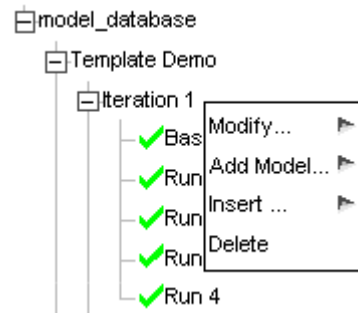 model_database
Template Demo
Iteration 1
Modify...
Bas
Add Model...
Run
Insert ...
Run
Delete
Run
Run 4